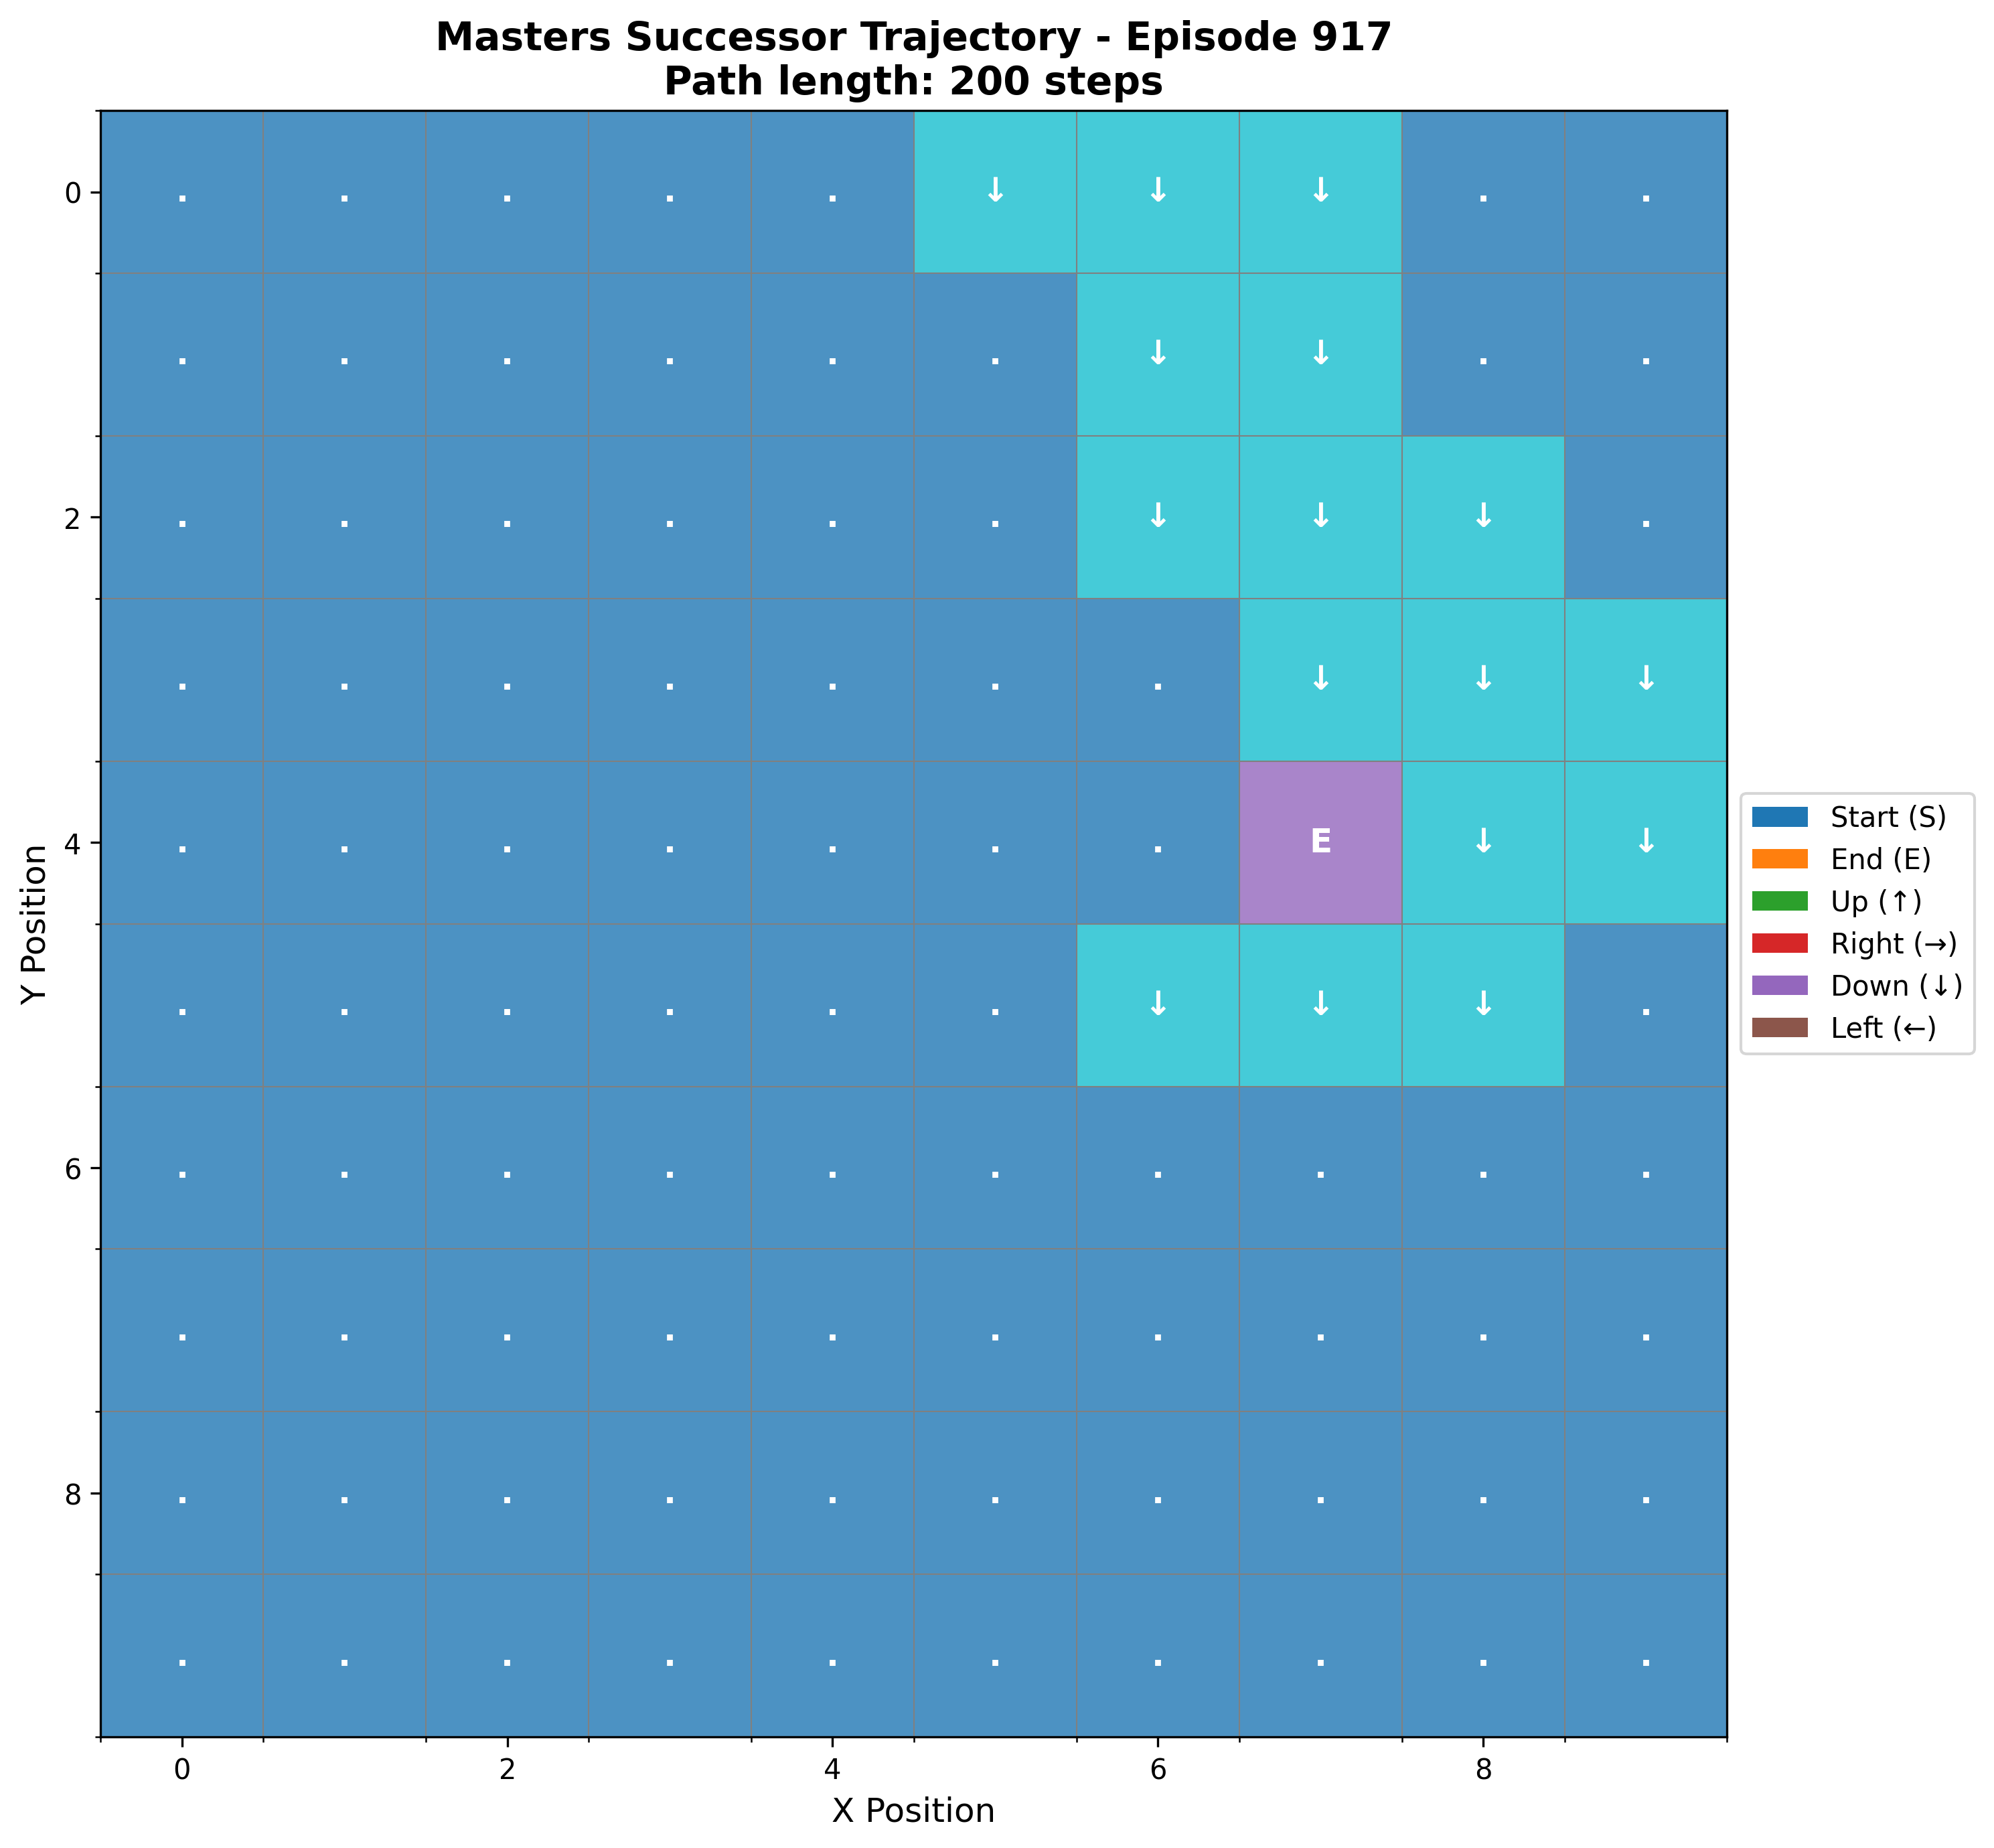 Masters Successor Trajectory - Episode 917
Path length: 200 steps
0 . . . . . ↓ ↓ ↓ . .
. . . . . . ↓ ↓ . .
2 . . . . . . ↓ ↓ ↓ .
. . . . . . . ↓ ↓ ↓
4 . . . . . . . E ↓ ↓
. . . . . . ↓ ↓ ↓ .
6 . . . . . . . . . .
. . . . . . . . . .
8 . . . . . . . . . .
. . . . . . . . . .
0 2 4 6 8
X Position
Y Position
Start (S)
End (E)
Up (↑)
Right (→)
Down (↓)
Left (←)